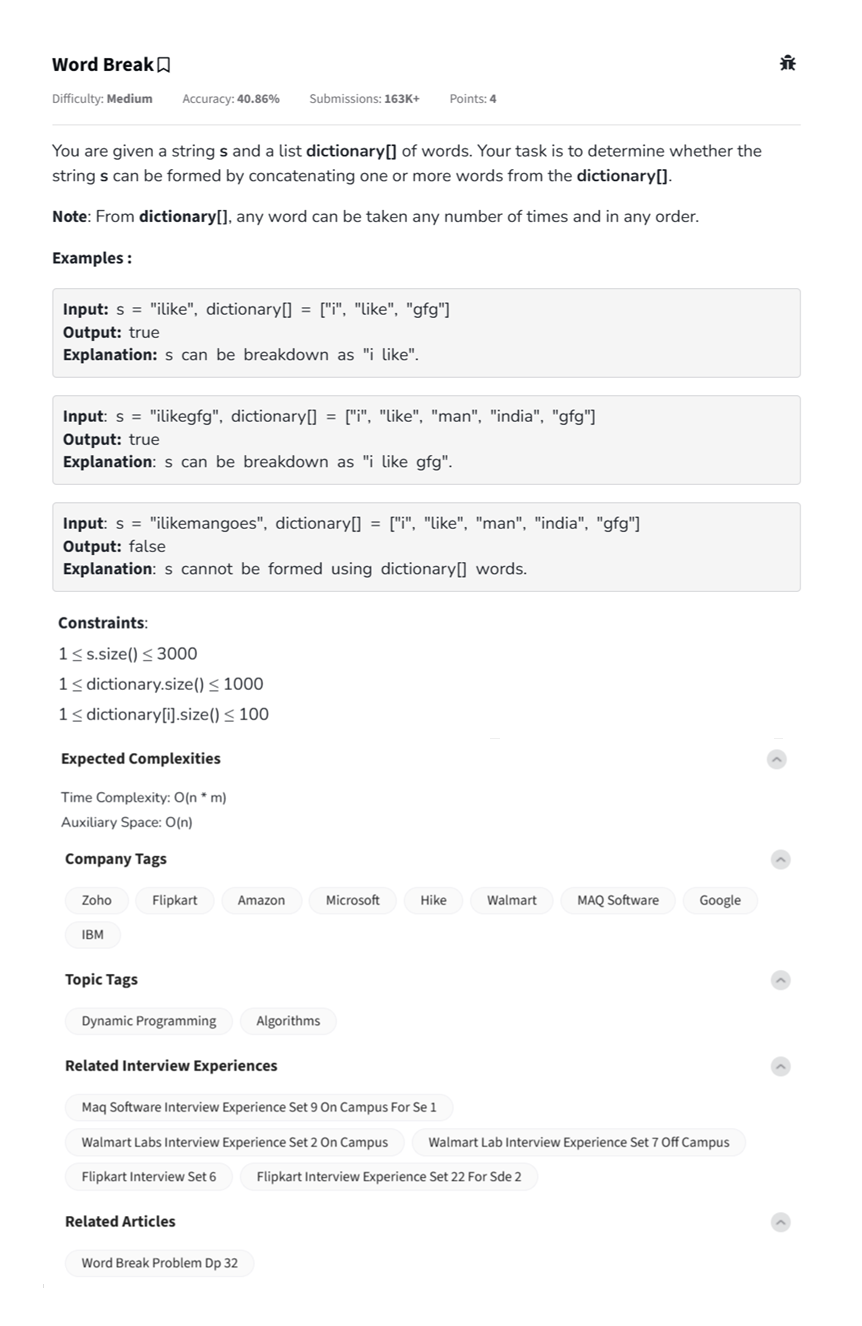 Word Break
Difficulty: Medium Accuracy: 40.86% Submissions: 163K+ Points: 4
You are given a string s and a list dictionary[] of words. Your task is to determine whether the
string s can be formed by concatenating one or more words from the dictionary[].
Note: From dictionary[], any word can be taken any number of times and in any order.
Examples :
Input: s = "ilike", dictionary[] = ["i", "like", "gfg"]
Output: true
Explanation: s can be breakdown as "i like".
Input: s = "ilikegfg", dictionary[] = ["i", "like", "man", "india", "gfg"]
Output: true
Explanation: s can be breakdown as "i like gfg".
Input: s = "ilikemangoes", dictionary[] = ["i", "like", "man", "india", "gfg"]
Output: false
Explanation: s cannot be formed using dictionary[] words.
Constraints:
1 ≤ s.size() ≤ 3000
1 ≤ dictionary.size() ≤ 1000
1 ≤ dictionary[i].size() ≤ 100
Expected Complexities
Time Complexity: O(n * m)
Auxiliary Space: O(n)
Company Tags
Zoho Flipkart Amazon Microsoft Hike Walmart MAQ Software Google
IBM
Topic Tags
Dynamic Programming Algorithms
Related Interview Experiences
Maq Software Interview Experience Set 9 On Campus For Se 1
Walmart Labs Interview Experience Set 2 On Campus Walmart Lab Interview Experience Set 7 Off Campus
Flipkart Interview Set 6 Flipkart Interview Experience Set 22 For Sde 2
Related Articles
Word Break Problem Dp 32